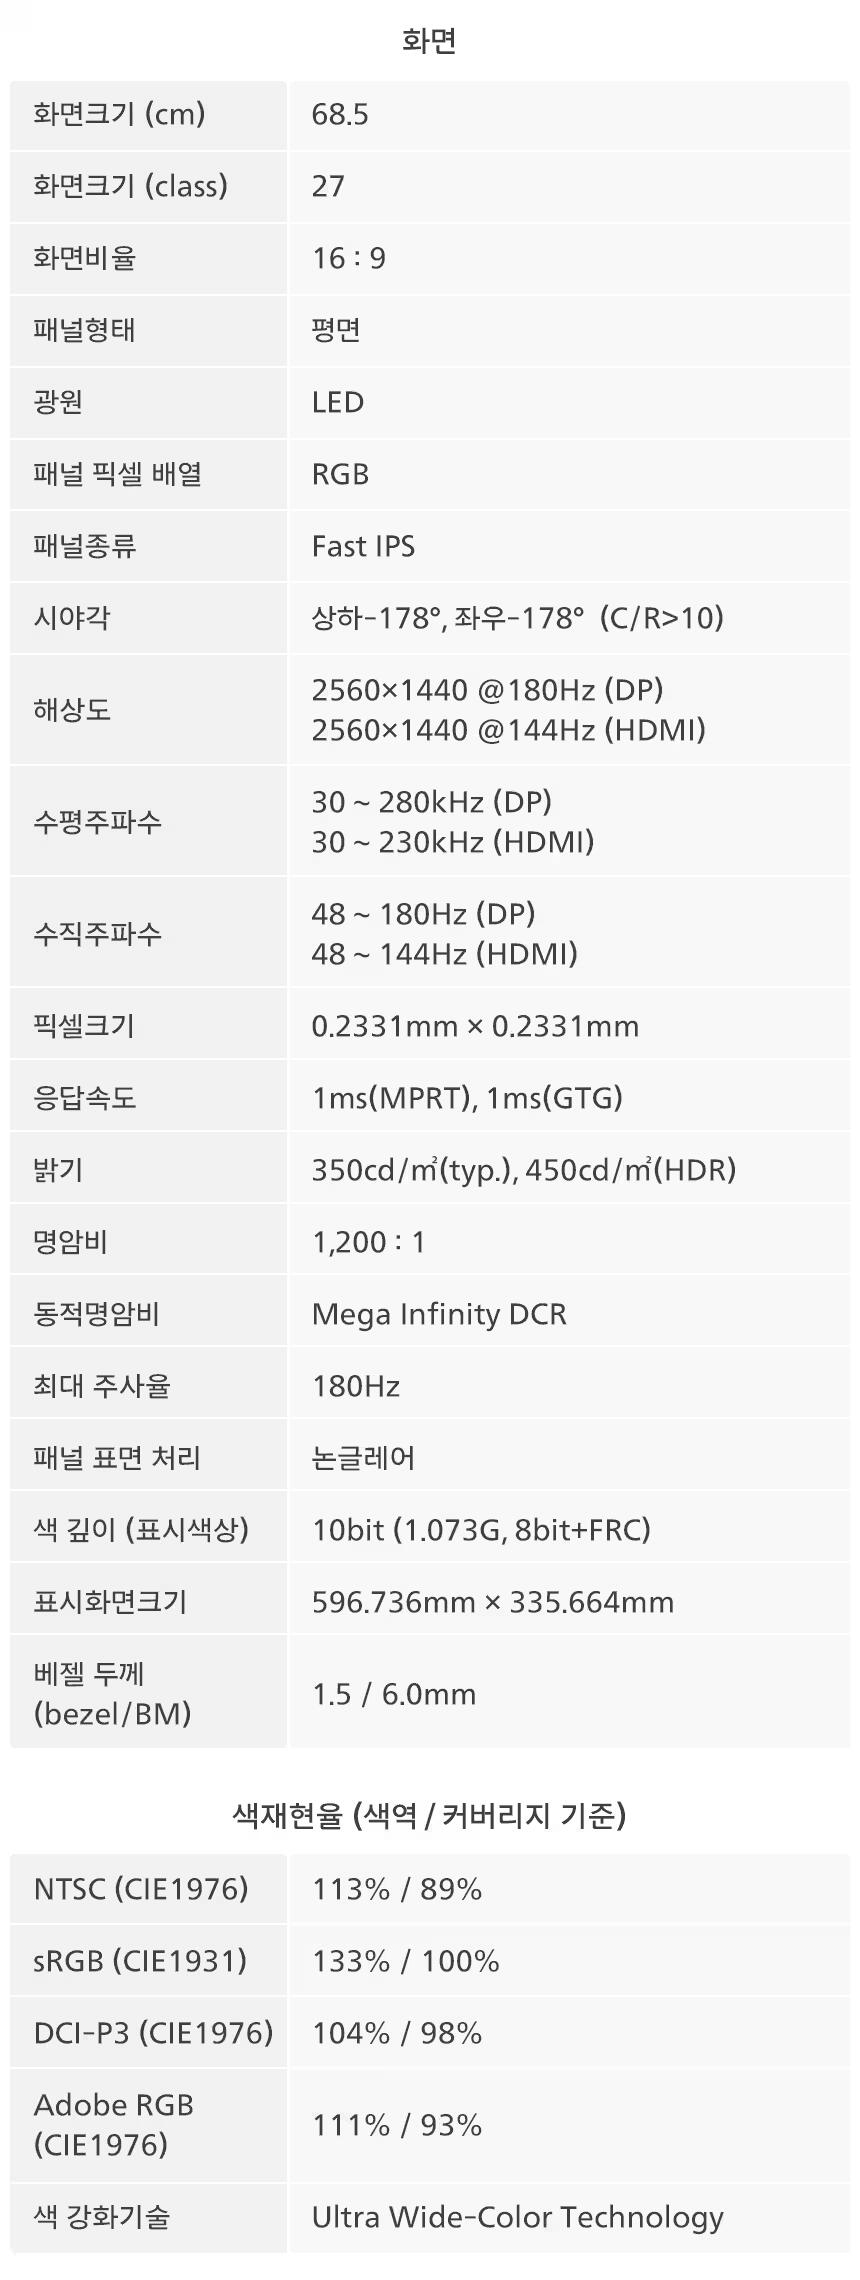 화면
화면크기 (cm) 68.5
화면크기 (class) 27
화면비율 16 : 9
패널형태 평면
광원 LED
패널 픽셀 배열 RGB
패널종류 Fast IPS
시야각 상하-178°, 좌우-178° (C/R>10)
해상도 2560×1440 @180Hz (DP)
2560×1440 @144Hz (HDMI)
수평주파수 30 ~ 280kHz (DP)
30 ~ 230kHz (HDMI)
수직주파수 48 ~ 180Hz (DP)
48 ~ 144Hz (HDMI)
픽셀크기 0.2331mm × 0.2331mm
응답속도 1ms(MPRT), 1ms(GTG)
밝기 350cd/㎡(typ.), 450cd/㎡(HDR)
명암비 1,200 : 1
동적명암비 Mega Infinity DCR
최대 주사율 180Hz
패널 표면 처리 논글레어
색 깊이 (표시색상) 10bit (1.073G, 8bit+FRC)
표시화면크기 596.736mm × 335.664mm
베젤 두께
(bezel/BM) 1.5 / 6.0mm
색재현율 (색역 / 커버리지 기준)
NTSC (CIE1976) 113% / 89%
sRGB (CIE1931) 133% / 100%
DCI-P3 (CIE1976) 104% / 98%
Adobe RGB
(CIE1976) 111% / 93%
색 강화기술 Ultra Wide-Color Technology